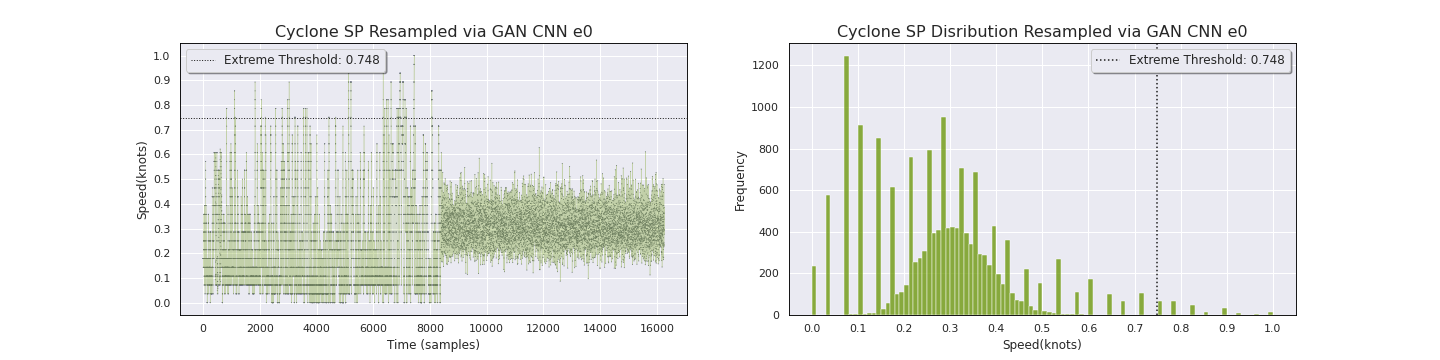 Cyclone SP Resampled via GAN CNN e0
Extreme Threshold: 0.748
Speed(knots)
1.0
0.9
0.8
0.7
0.6
0.5
0.4
0.3
0.2
0.1
0.0
0 2000 4000 6000 8000 10000 12000 14000 16000
Time (samples)
Cyclone SP Disribution Resampled via GAN CNN e0
Extreme Threshold: 0.748
Frequency
1200
1000
800
600
400
200
0
0.0 0.1 0.2 0.3 0.4 0.5 0.6 0.7 0.8 0.9 1.0
Speed(knots)